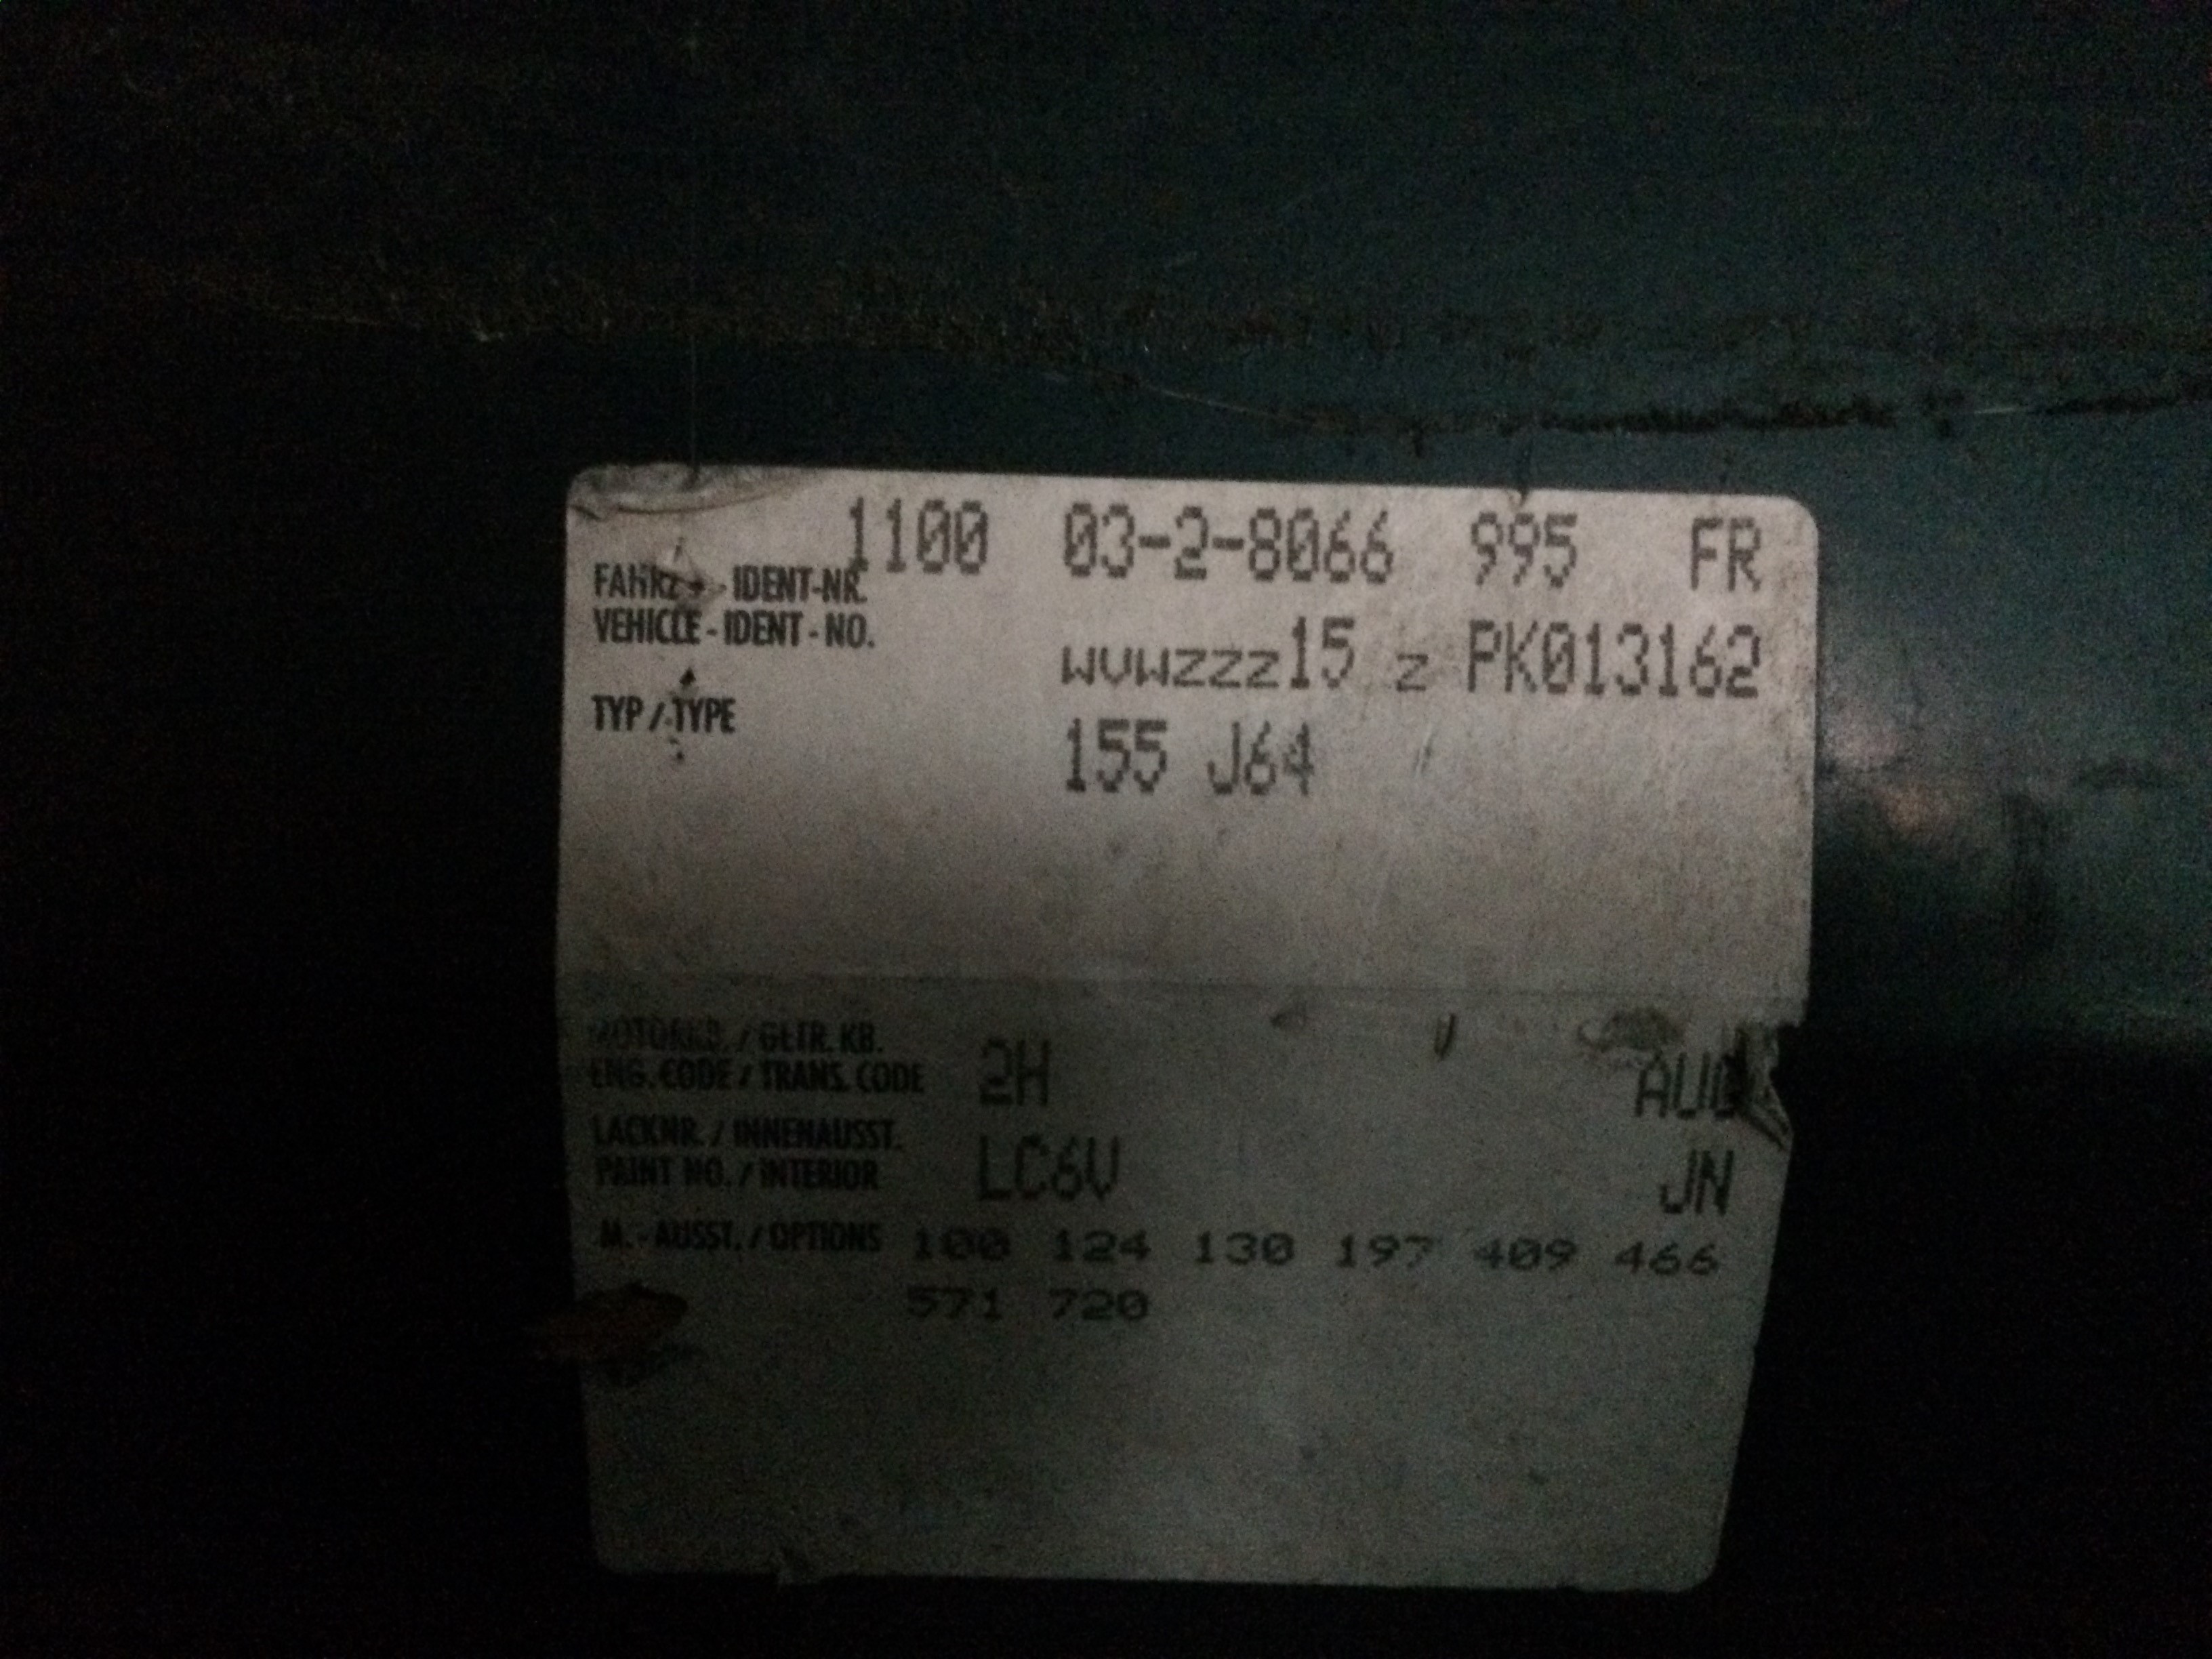 1100 03-2-8066 995 FR
IDENT-NR.
VEHICLE - IDENT - NO. WVWZZZ15 Z PK013162
TYP / TYPE 155 J64
MOTORKB. / GETR. KB.
ENG. CODE / TRANS. CODE 2H AUG
LACKNR. / INNENAUSST.
PAINT NO. / INTERIOR LC6V JN
M.-AUSST. / OPTIONS 100 124 130 197 409 466
571 720